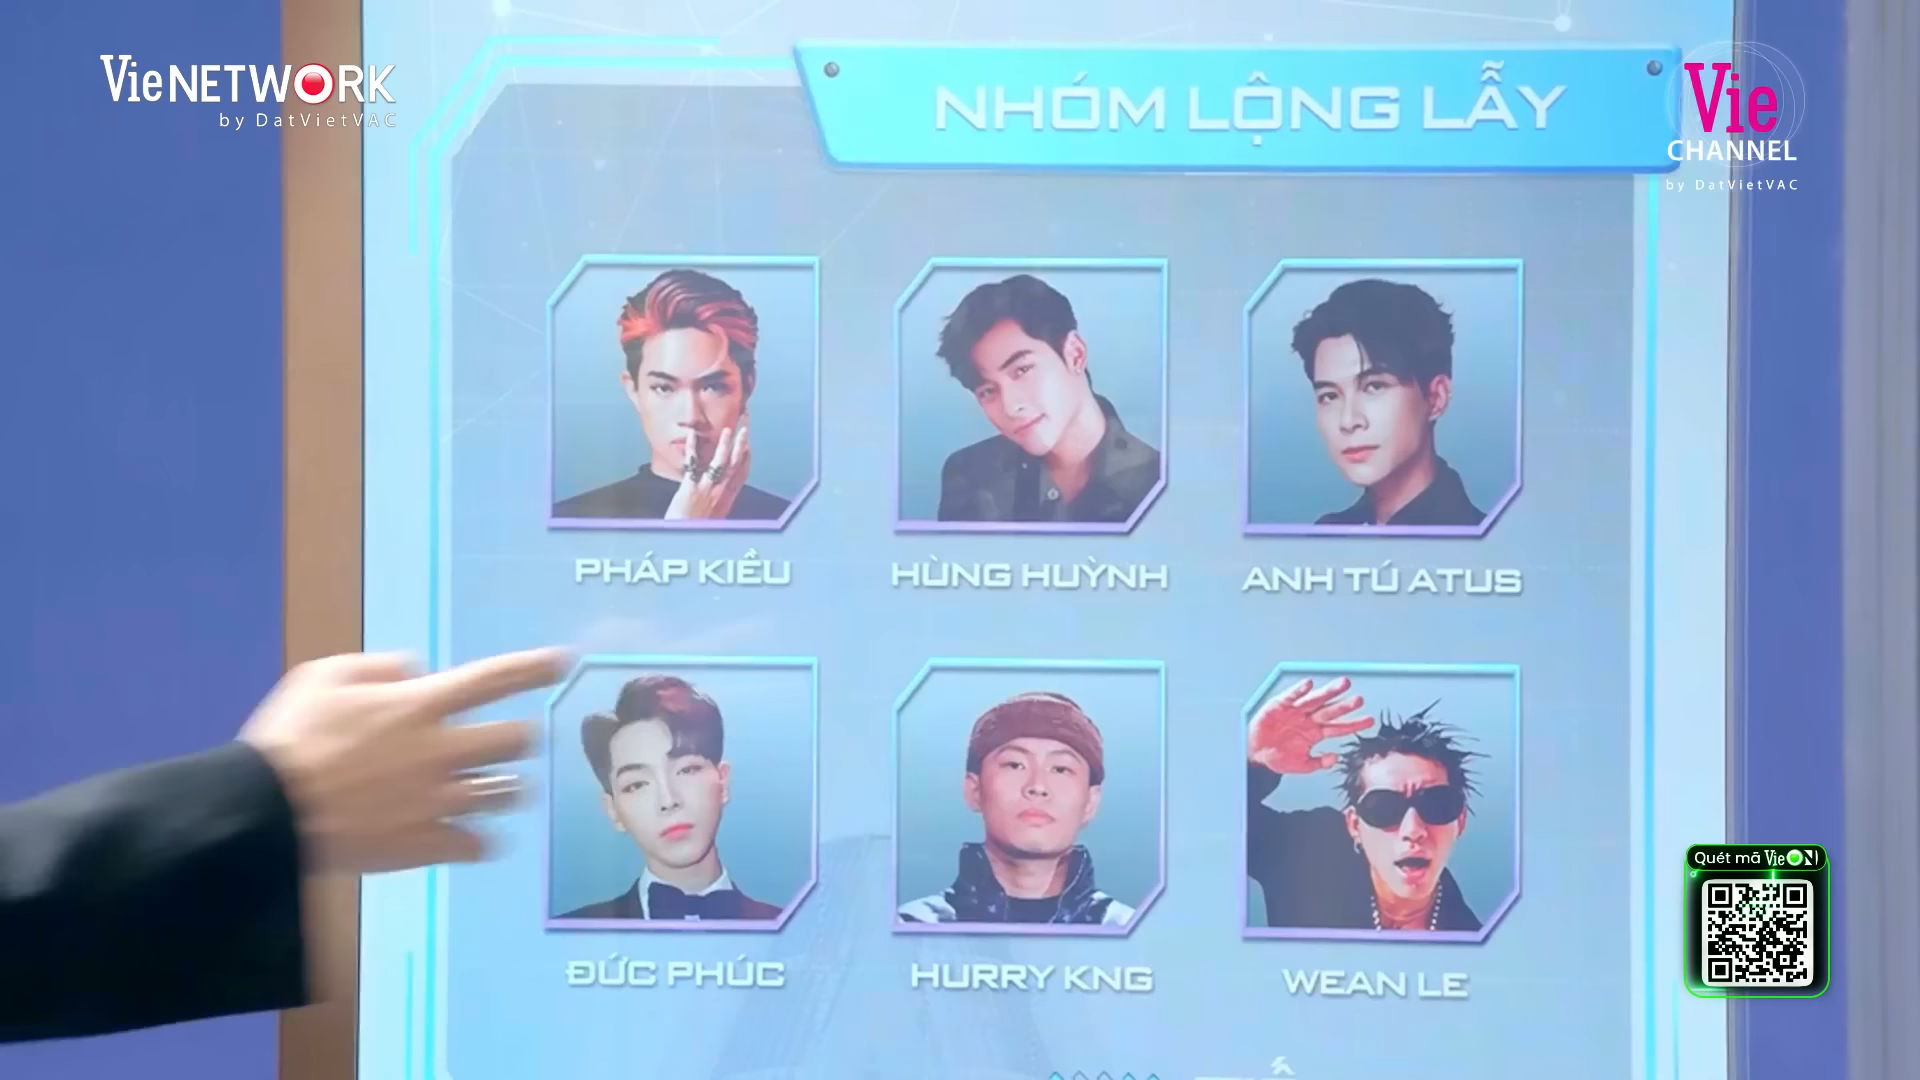 VieNETWORK
by DatVietVAC
NHÓM LỘNG LẪY
Vie
CHANNEL
by DatVietVAC
PHÁP KIỀU
HÙNG HUỲNH
ANH TÚ ATUS
ĐỨC PHÚC
HURRY KNG
WEAN LE
Quét mã VieON